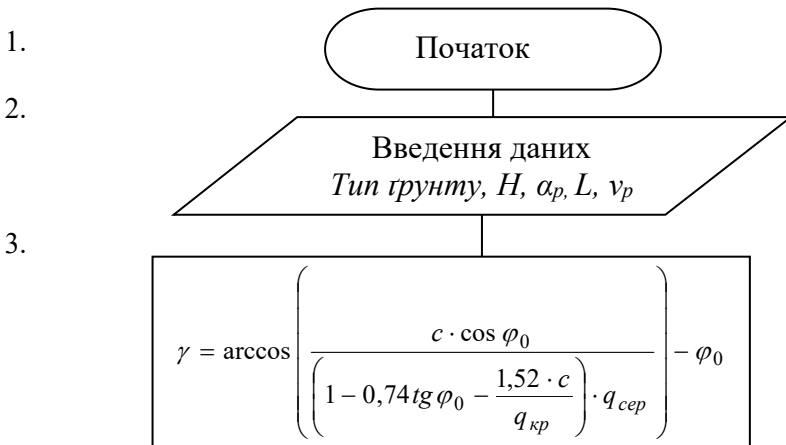 1.
Початок
2.
Введення даних
Тип ґрунту, H, αp, L, vp
3.
γ = arccos( c · cos φ0 / ((1 − 0,74 tg φ0 − 1,52 · c / qкр) · qсер) ) − φ0